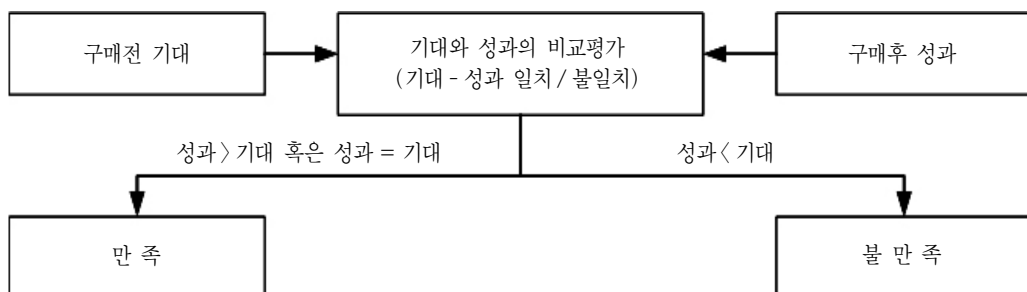 구매전 기대
기대와 성과의 비교평가
(기대 - 성과 일치 / 불일치)
구매후 성과
성과 > 기대 혹은 성과 = 기대
성과 < 기대
만 족
불 만 족